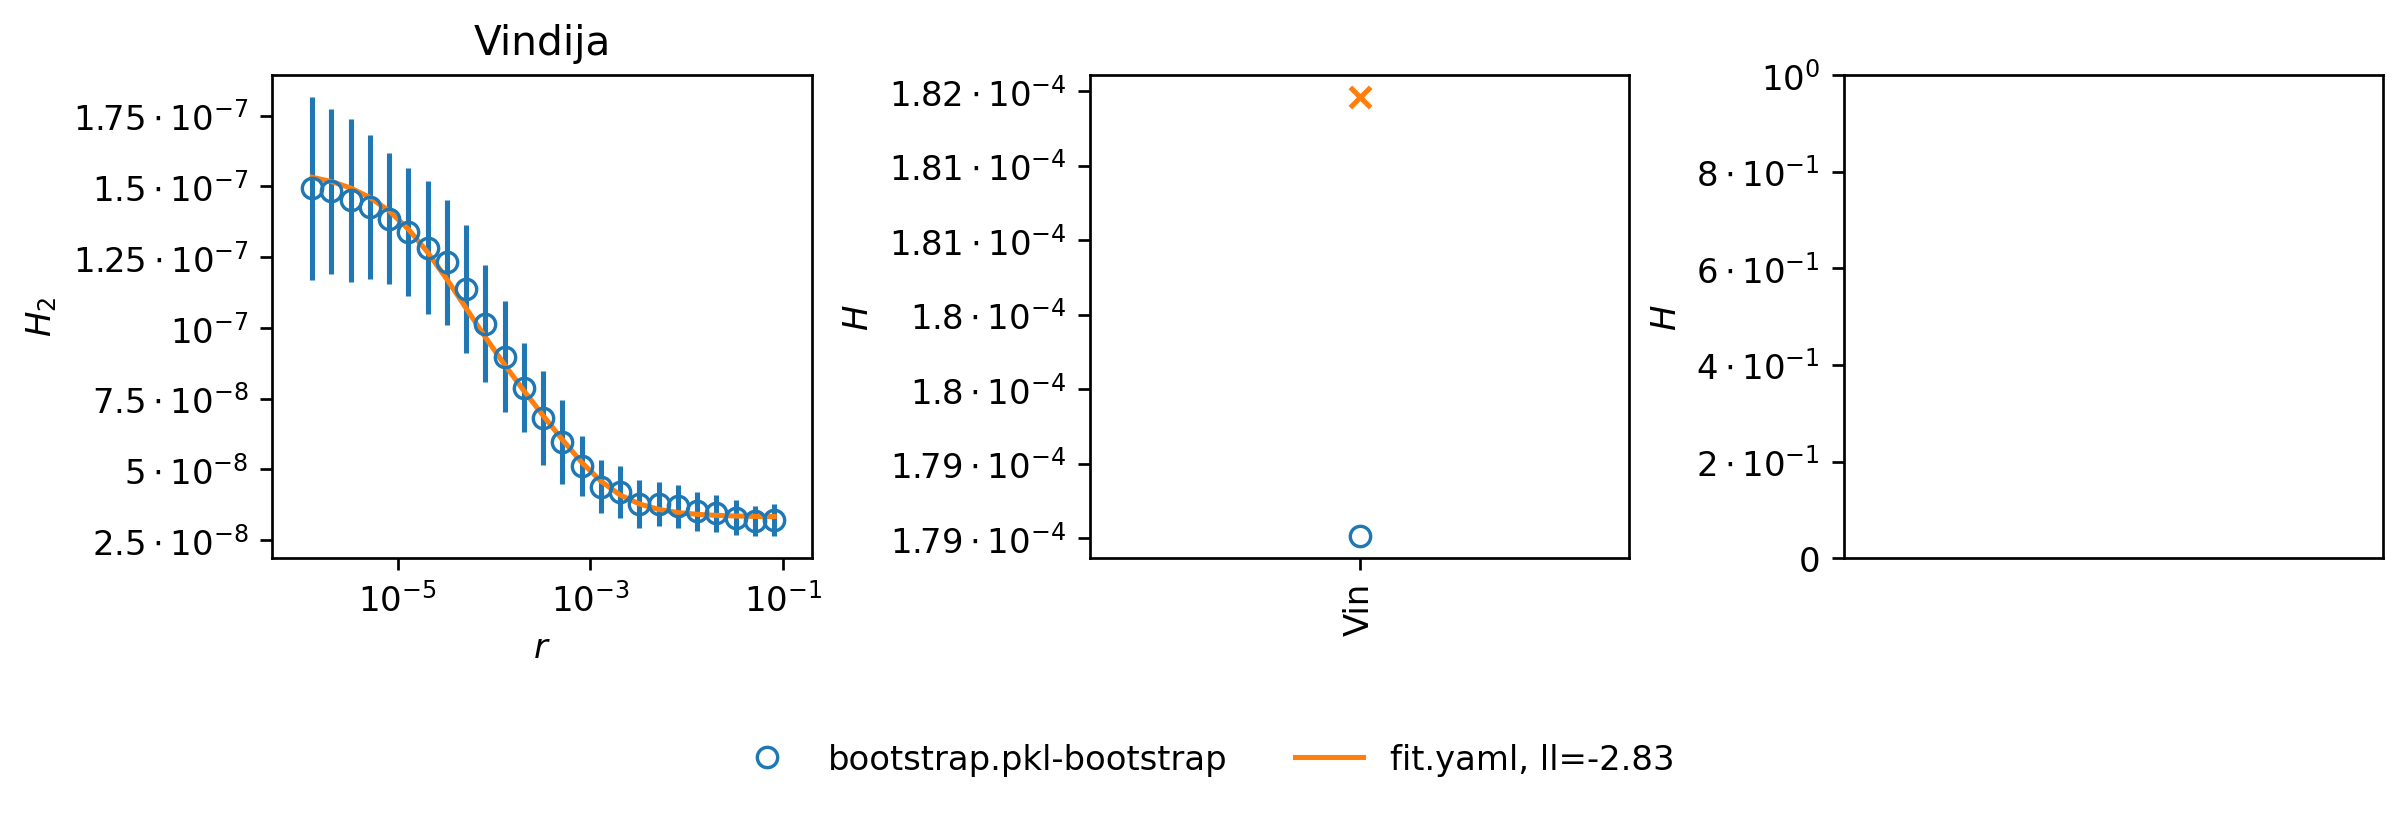 Vindija
H₂
1.75 · 10⁻⁷
1.5 · 10⁻⁷
1.25 · 10⁻⁷
10⁻⁷
7.5 · 10⁻⁸
5 · 10⁻⁸
2.5 · 10⁻⁸
10⁻⁵ 10⁻³ 10⁻¹
r
H
1.82 · 10⁻⁴
1.81 · 10⁻⁴
1.81 · 10⁻⁴
1.8 · 10⁻⁴
1.8 · 10⁻⁴
1.79 · 10⁻⁴
1.79 · 10⁻⁴
Vin
H
10⁰
8 · 10⁻¹
6 · 10⁻¹
4 · 10⁻¹
2 · 10⁻¹
0
bootstrap.pkl-bootstrap
fit.yaml, ll=-2.83